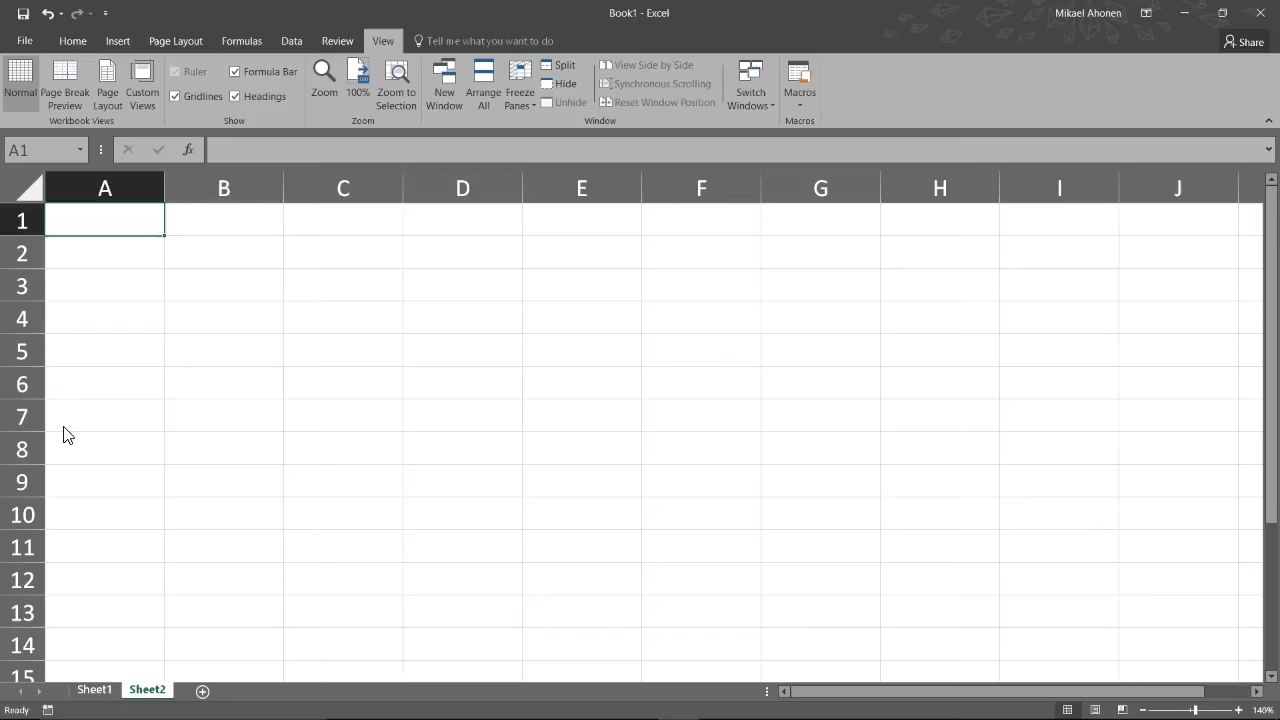 Book1 - Excel
Mikael Ahonen
File Home Insert Page Layout Formulas Data Review View Tell me what you want to do Share
Normal Page Break Preview Page Layout Custom Views
Workbook Views
Ruler Formula Bar
Gridlines Headings
Show
Zoom 100% Zoom to Selection
Zoom
New Window Arrange All Freeze Panes
Split
Hide
Unhide
View Side by Side
Synchronous Scrolling
Reset Window Position
Switch Windows
Window
Macros
Macros
A1 fx
A B C D E F G H I J
1
2
3
4
5
6
7
8
9
10
11
12
13
14
15
Sheet1 Sheet2
Ready 140%